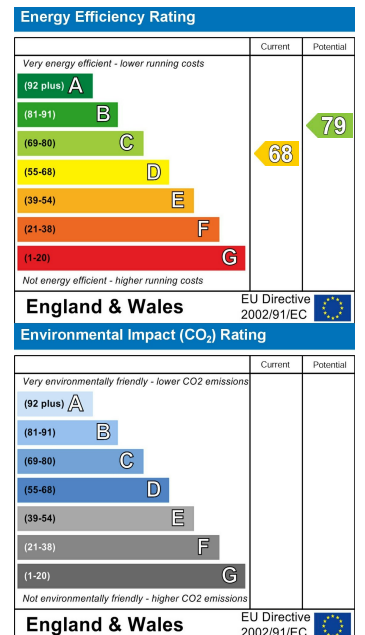 Energy Efficiency Rating
Current Potential
Very energy efficient - lower running costs
(92 plus) A
(81-91) B
(69-80) C
(55-68) D
(39-54) E
(21-38) F
(1-20) G
68
79
Not energy efficient - higher running costs
England & Wales
EU Directive
2002/91/EC
Environmental Impact (CO₂) Rating
Current Potential
Very environmentally friendly - lower CO2 emissions
(92 plus) A
(81-91) B
(69-80) C
(55-68) D
(39-54) E
(21-38) F
(1-20) G
Not environmentally friendly - higher CO2 emissions
England & Wales
EU Directive
2002/91/EC